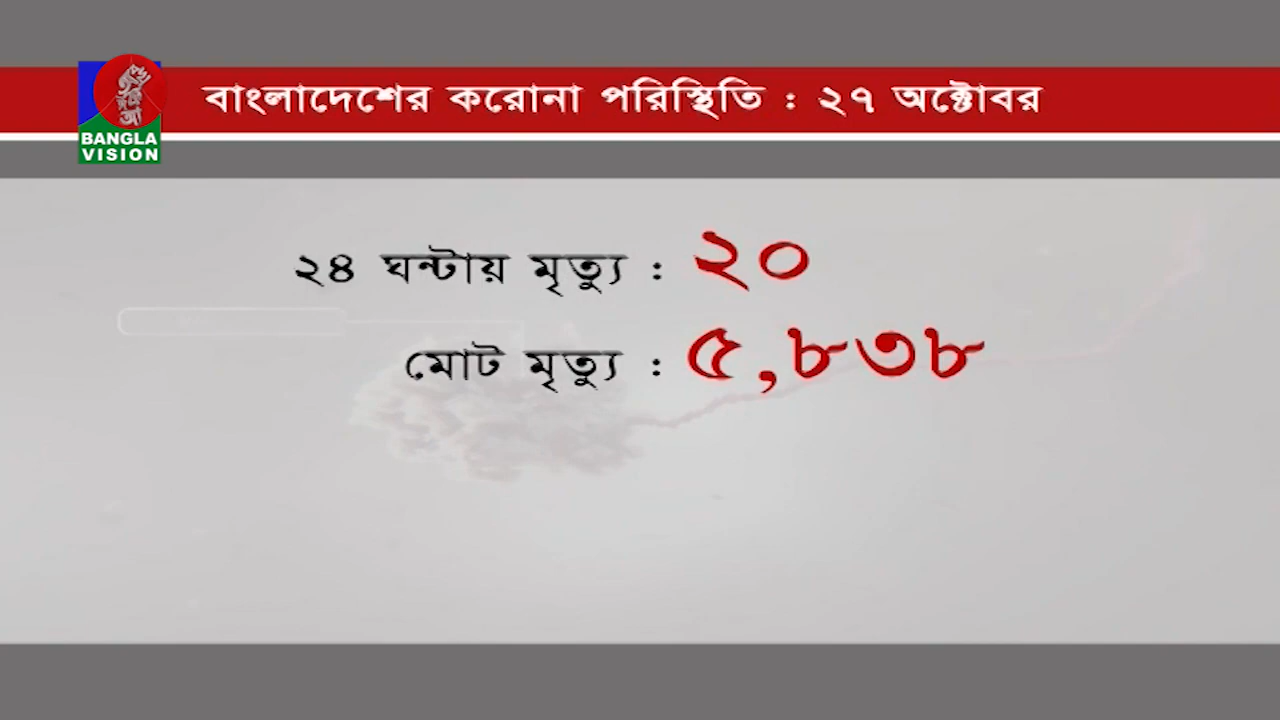 বাংলাদেশের করোনা পরিস্থিতি : ২৭ অক্টোবর
BANGLA
VISION
২৪ ঘন্টায় মৃত্যু : ২০
মোট মৃত্যু : ৫,৮৩৮